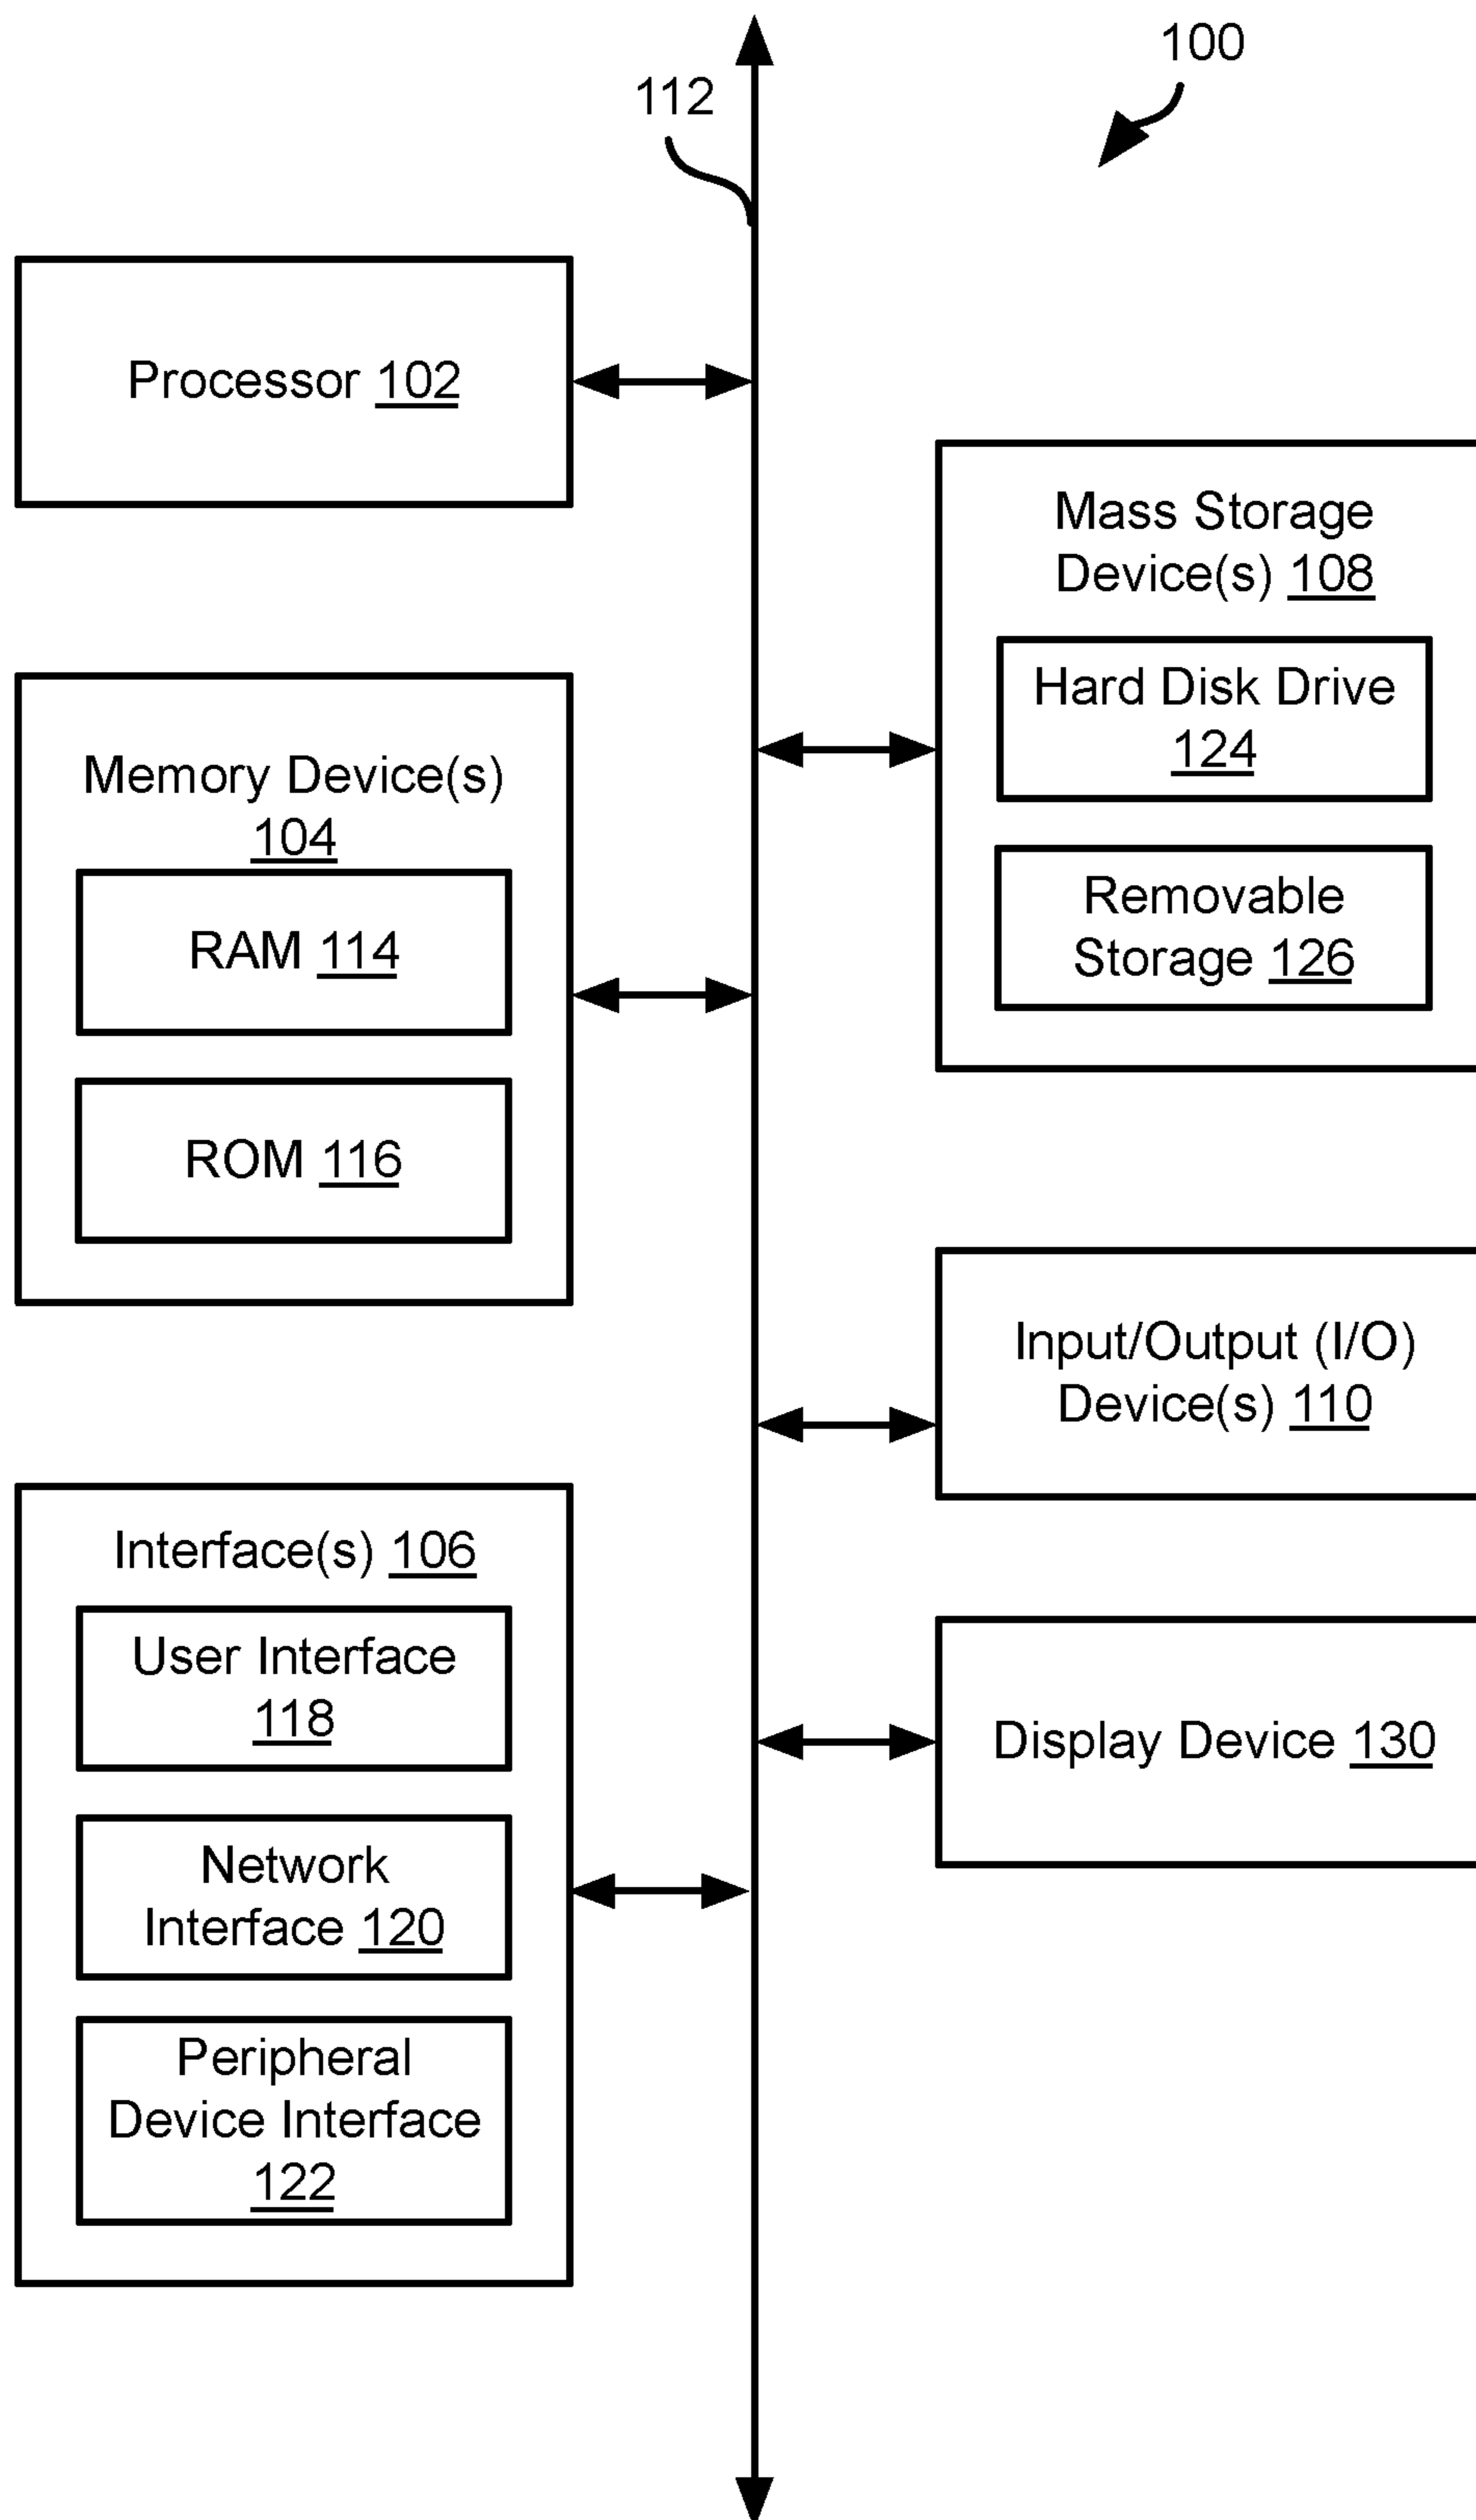 100
112
Processor 102
Mass Storage
Device(s) 108
Hard Disk Drive
124
Removable
Storage 126
Memory Device(s)
104
RAM 114
ROM 116
Input/Output (I/O)
Device(s) 110
Interface(s) 106
User Interface
118
Network
Interface 120
Peripheral
Device Interface
122
Display Device 130